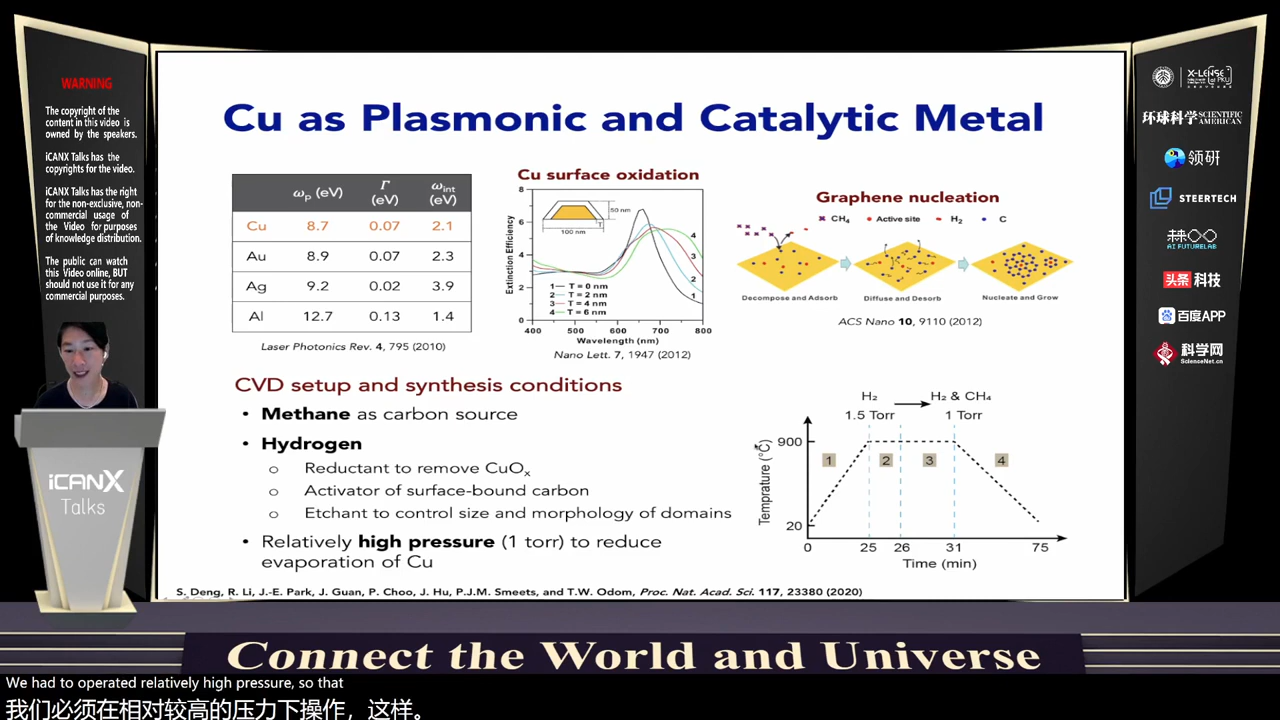 WARNING
The copyright of the
content in this video is
owned by the speakers.
iCANX Talks has the
copyrights for the video.
iCANX Talks has the right
for the non-exclusive, non-
commercial usage of
the Video for purposes
of knowledge distribution.
The public can watch
this Video online, BUT
should not use it for any
commercial purposes.
iCANX
Talks
Cu as Plasmonic and Catalytic Metal
ωP (eV) Γ (eV) ωint (eV)
Cu 8.7 0.07 2.1
Au 8.9 0.07 2.3
Ag 9.2 0.02 3.9
Al 12.7 0.13 1.4
Laser Photonics Rev. 4, 795 (2010)
Cu surface oxidation
Extinction Efficiency
8
6
4
2
0
50 nm
100 nm
T
4
3
2
1
1 — T = 0 nm
2 — T = 2 nm
3 — T = 4 nm
4 — T = 6 nm
400 500 600 700 800
Wavelength (nm)
Nano Lett. 7, 1947 (2012)
Graphene nucleation
CH4 Active site H2 C
Decompose and Adsorb Diffuse and Desorb Nucleate and Grow
ACS Nano 10, 9110 (2012)
CVD setup and synthesis conditions
• Methane as carbon source
• Hydrogen
o Reductant to remove CuOx
o Activator of surface-bound carbon
o Etchant to control size and morphology of domains
• Relatively high pressure (1 torr) to reduce
evaporation of Cu
H2 H2 & CH4
1.5 Torr 1 Torr
Temprature (°C)
900
20
1 2 3 4
0 25 26 31 75
Time (min)
S. Deng, R. Li, J.-E. Park, J. Guan, P. Choo, J. Hu, P.J.M. Smeets, and T.W. Odom, Proc. Nat. Acad. Sci. 117, 23380 (2020)
X-LENSE
环球科学 SCIENTIFIC AMERICAN
领研
STEERTECH
AI FUTURELAB
头条 科技
百度APP
科学网
ScienceNet.cn
Connect the World and Universe
We had to operated relatively high pressure, so that
我们必须在相对较高的压力下操作，这样。